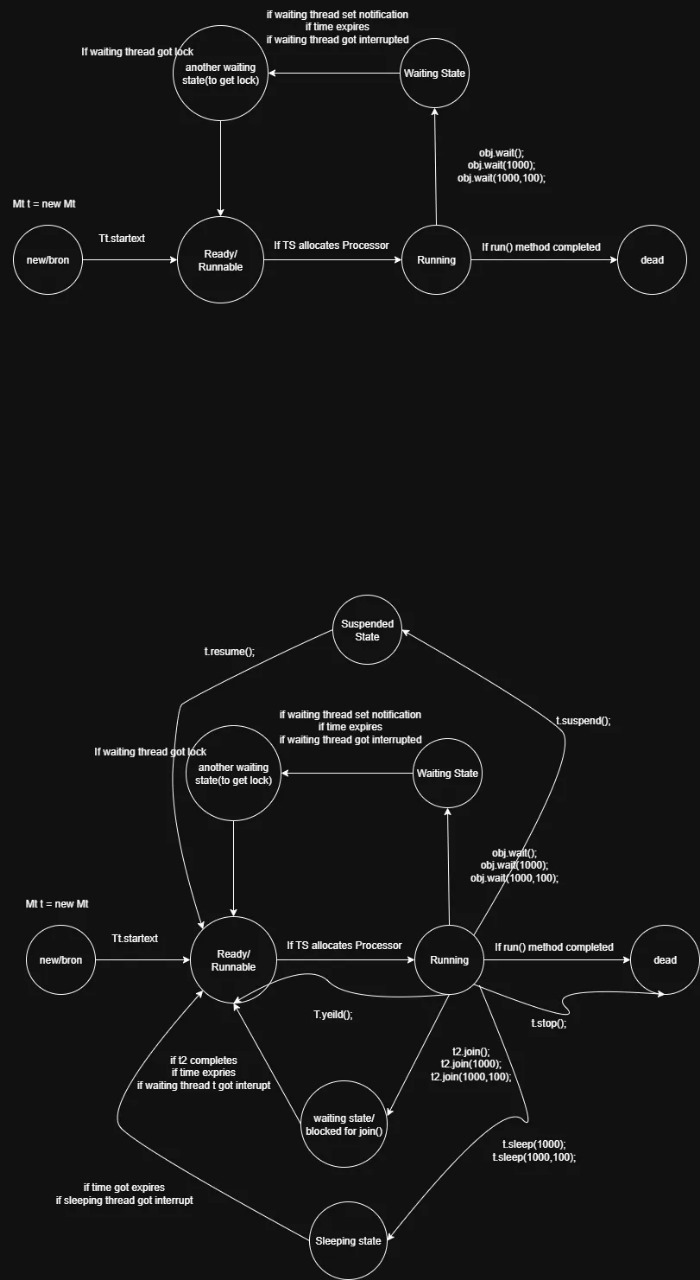 if waiting thread set notification
if time expires
if waiting thread got interrupted
If waiting thread got lock
another waiting
state(to get lock)
Waiting State
obj.wait();
obj.wait(1000);
obj.wait(1000,100);
Mt t = new Mt
Tt.startext
new/bron
Ready/
Runnable
If TS allocates Processor
Running
If run() method completed
dead
Suspended
State
t.resume();
t.suspend();
if waiting thread set notification
if time expires
if waiting thread got interrupted
If waiting thread got lock
another waiting
state(to get lock)
Waiting State
obj.wait();
obj.wait(1000);
obj.wait(1000,100);
Mt t = new Mt
Tt.startext
new/bron
Ready/
Runnable
If TS allocates Processor
Running
If run() method completed
dead
T.yeild();
t.stop();
if t2 completes
if time expries
if waiting thread t got interupt
t2.join();
t2.join(1000);
t2.join(1000,100);
waiting state/
blocked for join()
t.sleep(1000);
t.sleep(1000,100);
if time got expires
if sleeping thread got interrupt
Sleeping state